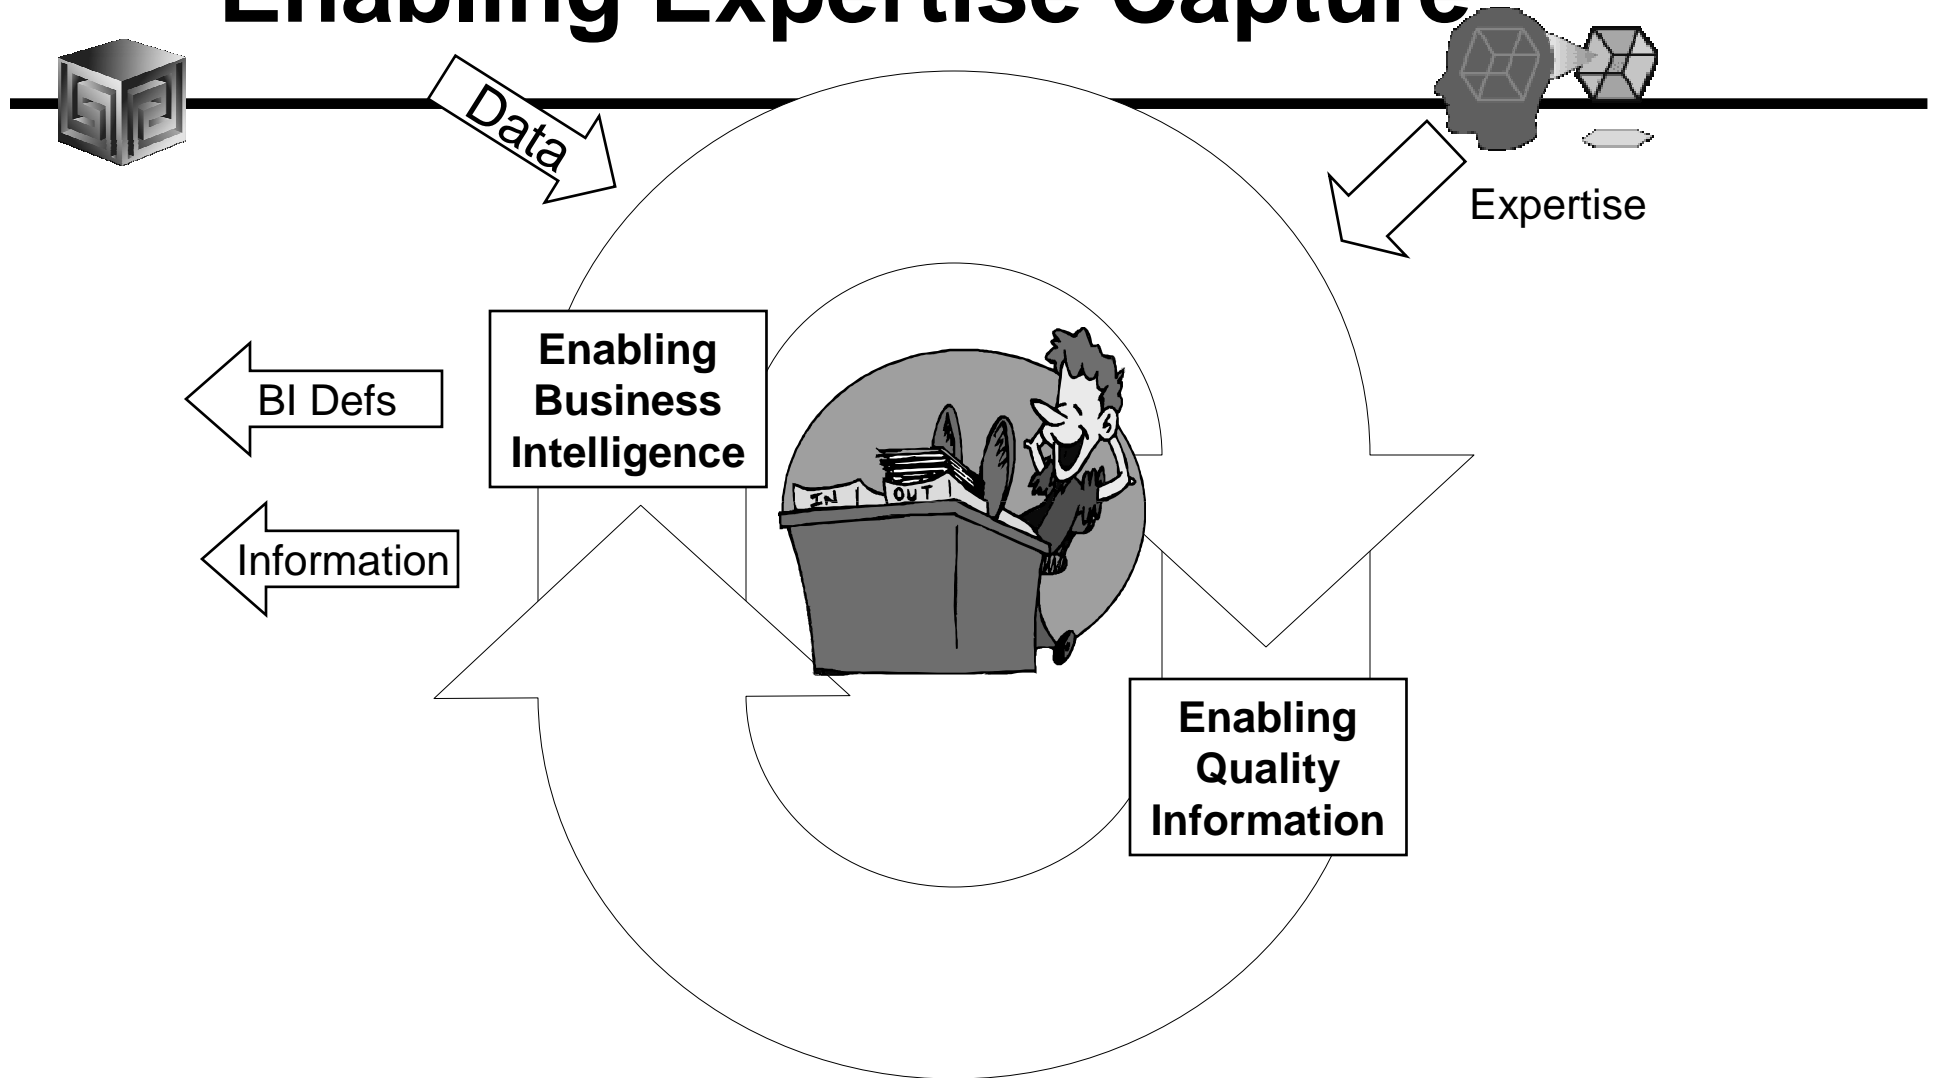 Enabling Expertise Capture
Data
Expertise
Enabling
Business
Intelligence
BI Defs
Information
IN
OUT
Enabling
Quality
Information